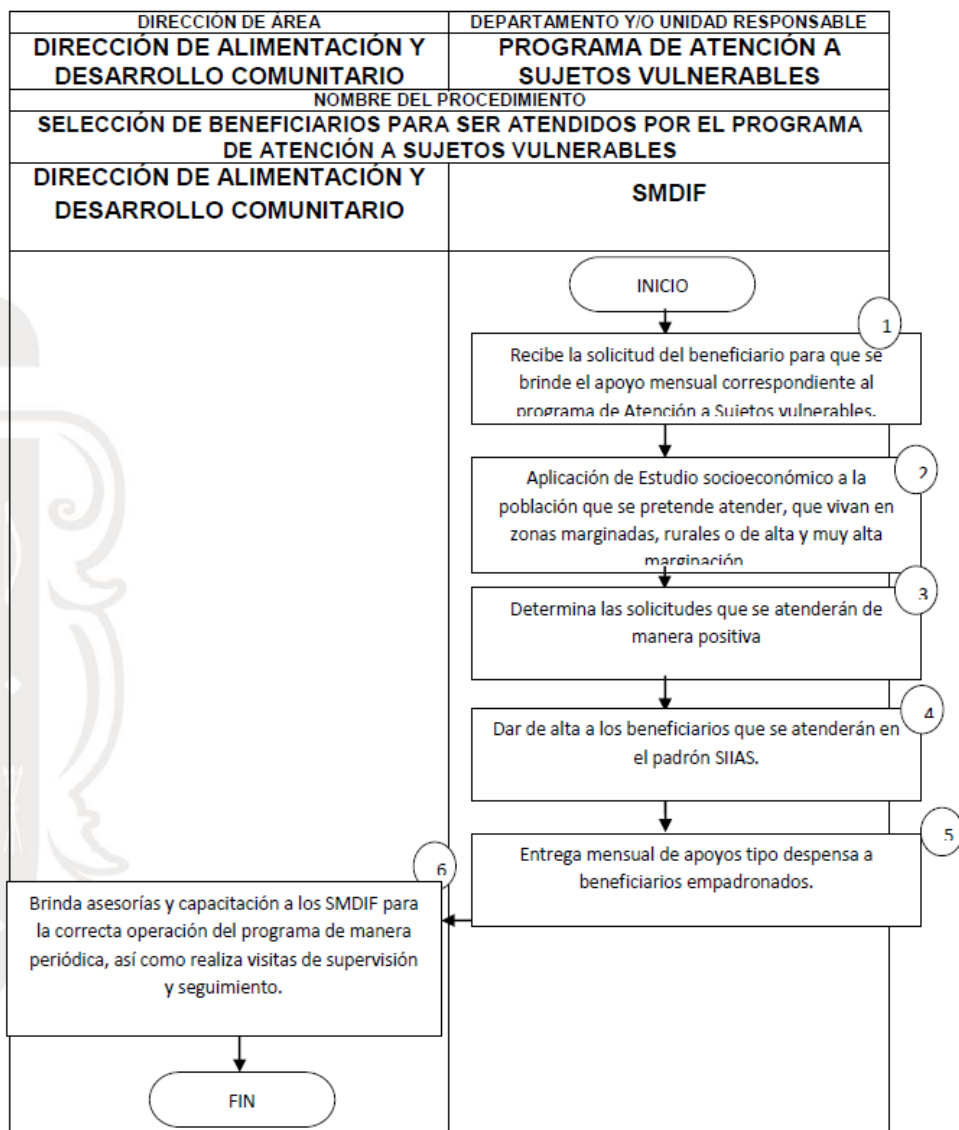 DIRECCIÓN DE ÁREA
DEPARTAMENTO Y/O UNIDAD RESPONSABLE
DIRECCIÓN DE ALIMENTACIÓN Y
DESARROLLO COMUNITARIO
PROGRAMA DE ATENCIÓN A
SUJETOS VULNERABLES
NOMBRE DEL PROCEDIMIENTO
SELECCIÓN DE BENEFICIARIOS PARA SER ATENDIDOS POR EL PROGRAMA
DE ATENCIÓN A SUJETOS VULNERABLES
DIRECCIÓN DE ALIMENTACIÓN Y
DESARROLLO COMUNITARIO
SMDIF
INICIO
1
Recibe la solicitud del beneficiario para que se
brinde el apoyo mensual correspondiente al
programa de Atención a Sujetos vulnerables.
2
Aplicación de Estudio socioeconómico a la
población que se pretende atender, que vivan en
zonas marginadas, rurales o de alta y muy alta
marginación
3
Determina las solicitudes que se atenderán de
manera positiva
4
Dar de alta a los beneficiarios que se atenderán en
el padrón SIIAS.
5
Entrega mensual de apoyos tipo despensa a
beneficiarios empadronados.
6
Brinda asesorías y capacitación a los SMDIF para
la correcta operación del programa de manera
periódica, así como realiza visitas de supervisión
y seguimiento.
FIN